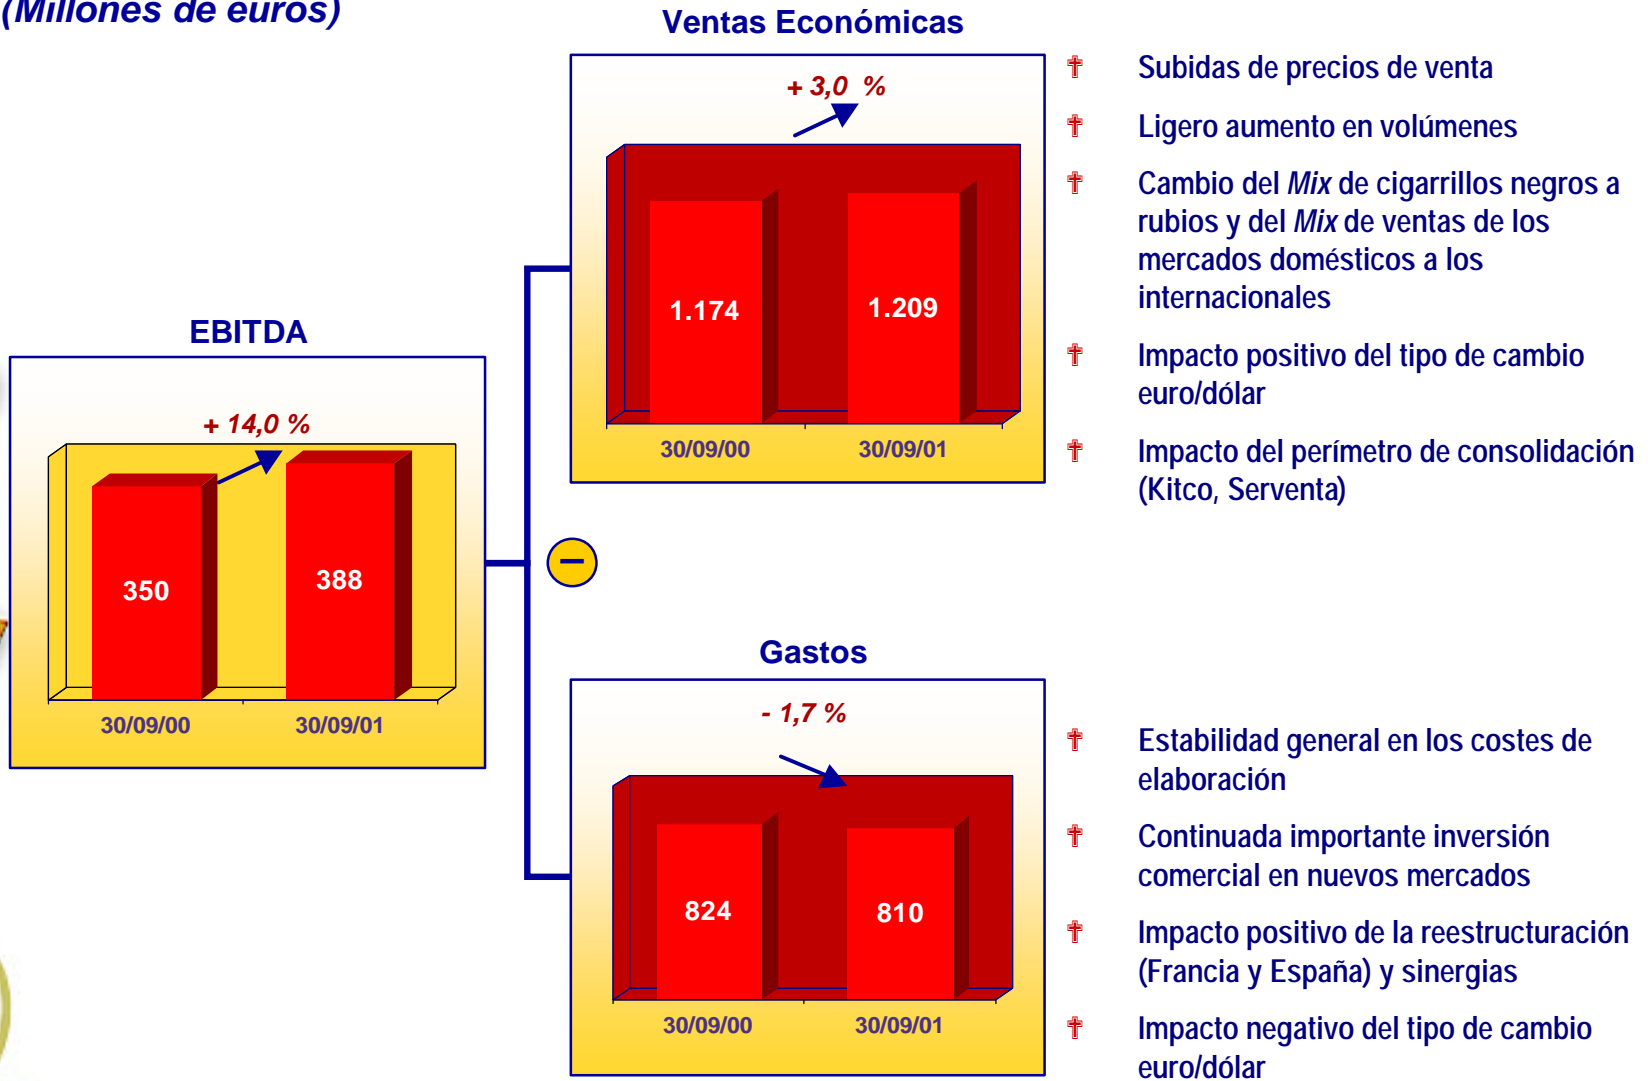 (Millones de euros)
Ventas Económicas
+ 3,0 %
1.174
1.209
30/09/00
30/09/01
Subidas de precios de venta
Ligero aumento en volúmenes
Cambio del Mix de cigarrillos negros a
rubios y del Mix de ventas de los
mercados domésticos a los
internacionales
Impacto positivo del tipo de cambio
euro/dólar
Impacto del perímetro de consolidación
(Kitco, Serventa)
EBITDA
+ 14,0 %
350
388
30/09/00
30/09/01
–
Gastos
- 1,7 %
824
810
30/09/00
30/09/01
Estabilidad general en los costes de
elaboración
Continuada importante inversión
comercial en nuevos mercados
Impacto positivo de la reestructuración
(Francia y España) y sinergias
Impacto negativo del tipo de cambio
euro/dólar